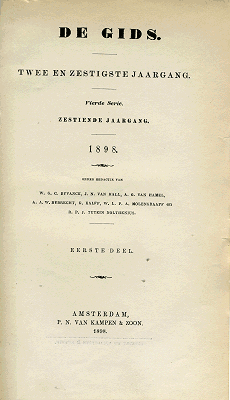 DE GIDS.
TWEE EN ZESTIGSTE JAARGANG.
Vierde Serie.
ZESTIENDE JAARGANG.
1898.
ONDER REDACTIE VAN
W. G. C. BYVANCK, J. N. VAN HALL, A. G. VAN HAMEL,
A. A. W. HUBRECHT, G. KALFF, W. L. P. A. MOLENGRAAFF EN
R. P. J. TUTEIN NOLTHENIUS.
EERSTE DEEL.
AMSTERDAM,
P. N. VAN KAMPEN & ZOON.
1898.